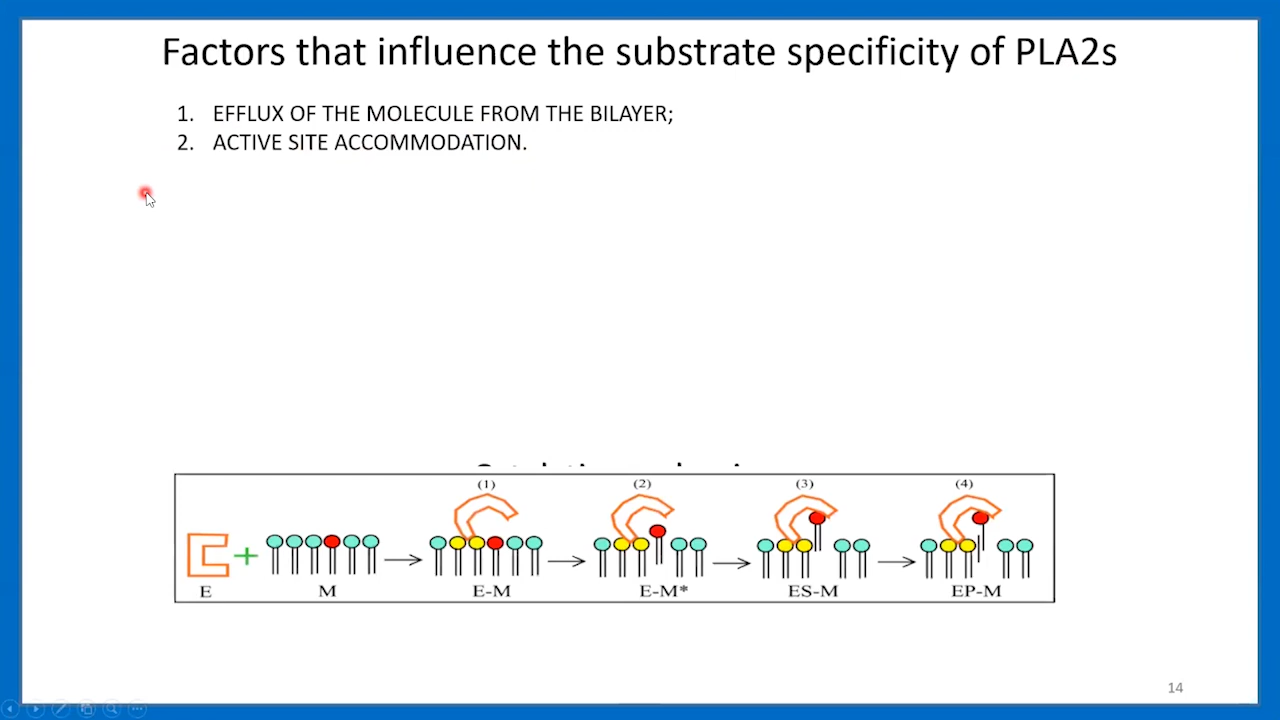 Factors that influence the substrate specificity of PLA2s
1. EFFLUX OF THE MOLECULE FROM THE BILAYER;
2. ACTIVE SITE ACCOMMODATION.
(1) (2) (3) (4)
E + M E-M E-M* ES-M EP-M
14